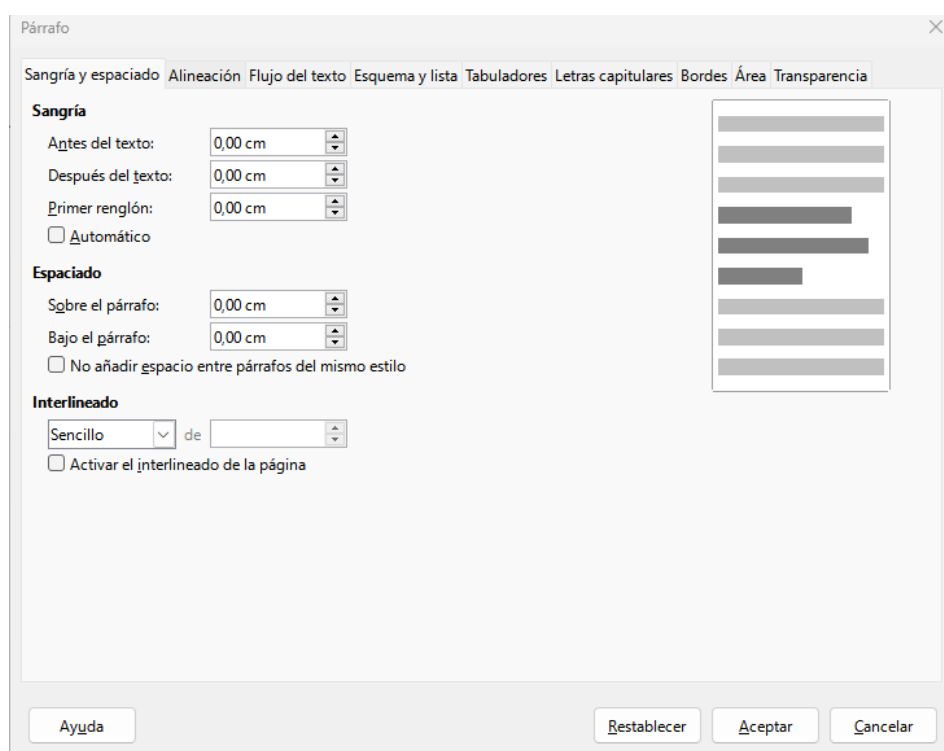 Párrafo
Sangría y espaciado Alineación Flujo del texto Esquema y lista Tabuladores Letras capitulares Bordes Área Transparencia
Sangría
Antes del texto: 0,00 cm
Después del texto: 0,00 cm
Primer renglón: 0,00 cm
Automático
Espaciado
Sobre el párrafo: 0,00 cm
Bajo el párrafo: 0,00 cm
No añadir espacio entre párrafos del mismo estilo
Interlineado
Sencillo de
Activar el interlineado de la página
Ayuda Restablecer Aceptar Cancelar